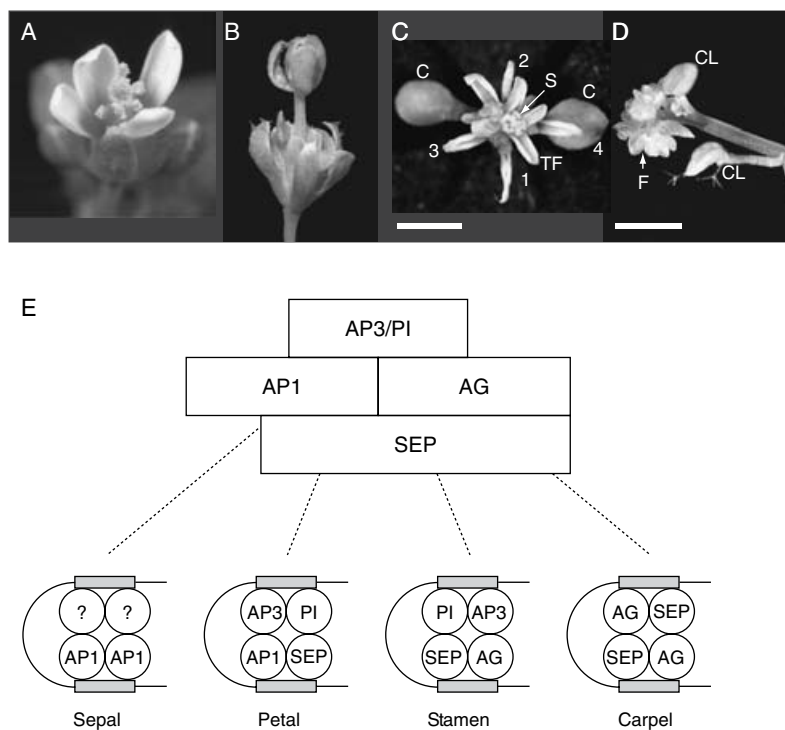 A
B
C
D
C
2
S
C
3
TF
4
1
CL
F
CL
E
AP3/PI
AP1 AG
SEP
? ? AP3 PI PI AP3 AG SEP
AP1 AP1 AP1 SEP SEP AG SEP AG
Sepal Petal Stamen Carpel